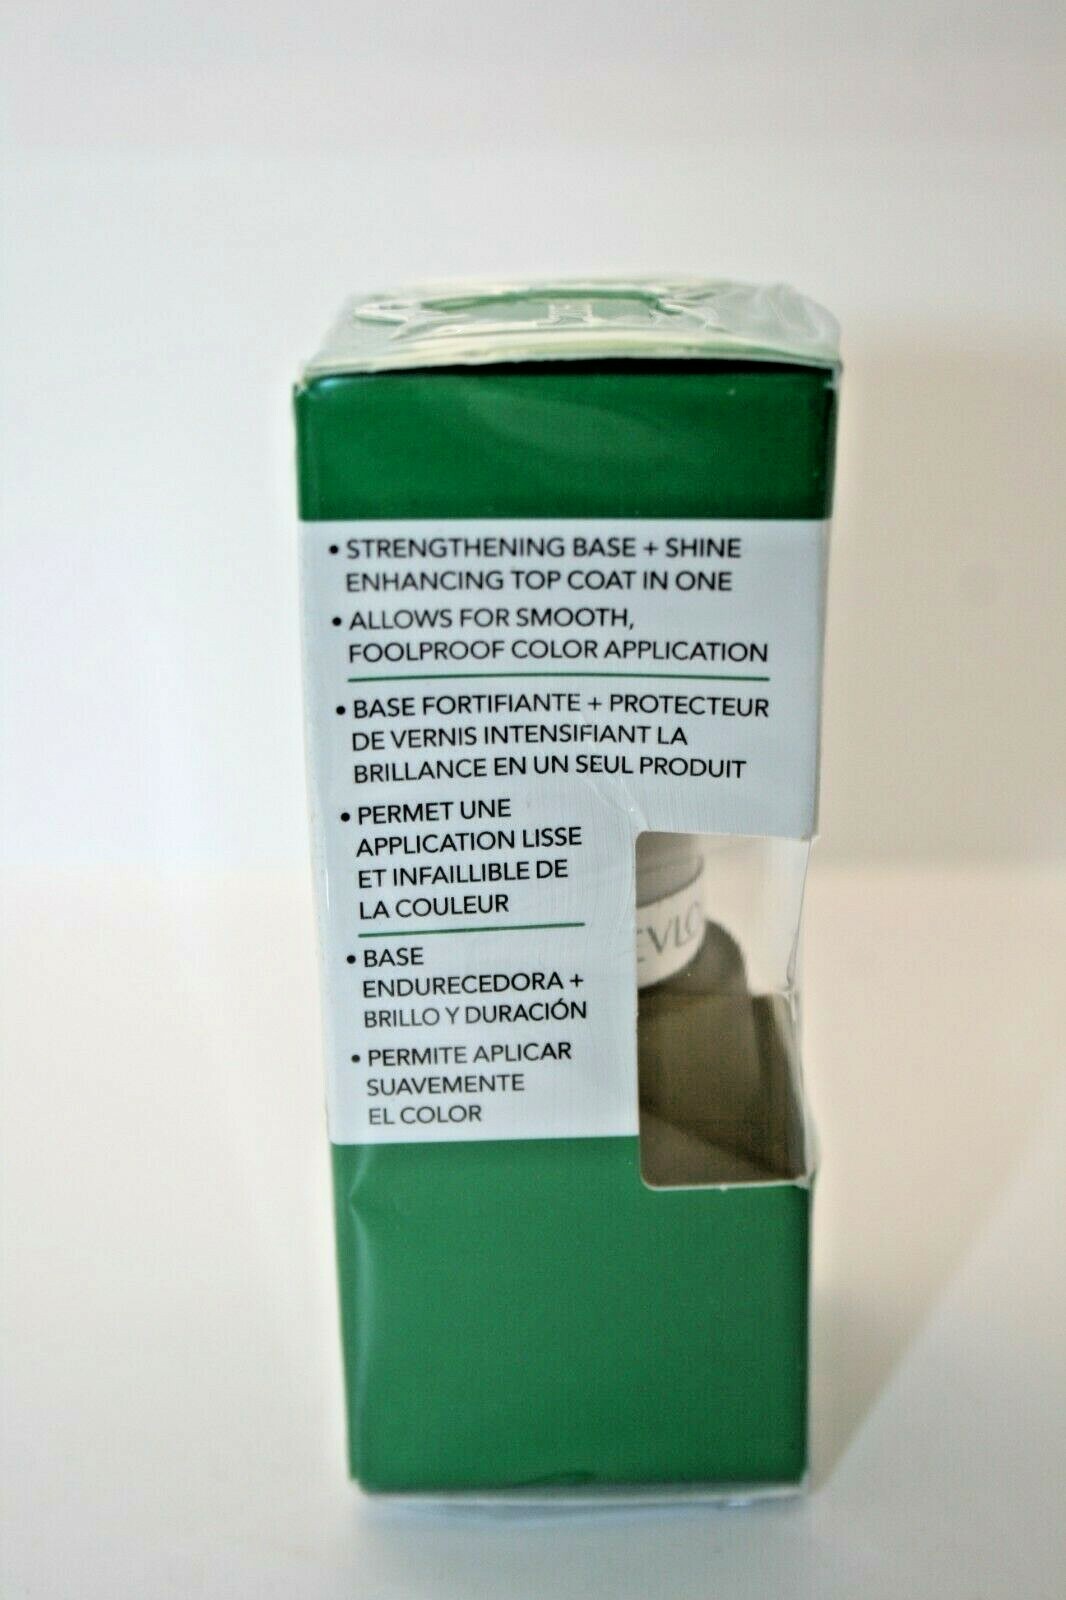 • STRENGTHENING BASE + SHINE
ENHANCING TOP COAT IN ONE
• ALLOWS FOR SMOOTH,
FOOLPROOF COLOR APPLICATION
• BASE FORTIFIANTE + PROTECTEUR
DE VERNIS INTENSIFIANT LA
BRILLANCE EN UN SEUL PRODUIT
• PERMET UNE
APPLICATION LISSE
ET INFAILLIBLE DE
LA COULEUR
• BASE
ENDURECEDORA +
BRILLO Y DURACIÓN
• PERMITE APLICAR
SUAVEMENTE
EL COLOR
EVLO